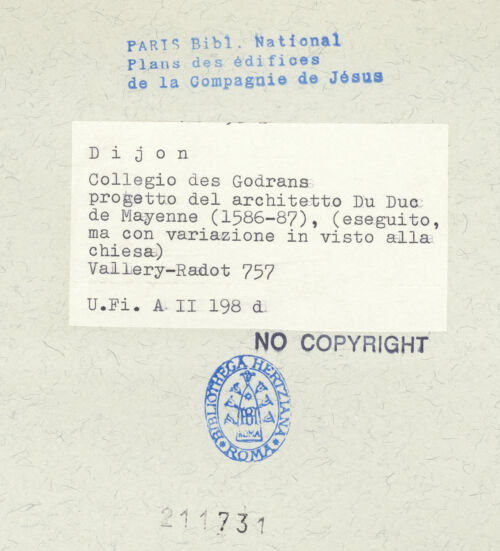 PARIS Bibl. National
Plans des édifices
de la Compagnie de Jésus
D i j o n
Collegio des Godrans
progetto del architetto Du Duc
de Mayenne (1586-87), (eseguito,
ma con variazione in visto alla
chiesa)
Vallery-Radot 757
U.Fi. A II 198 d
NO COPYRIGHT
BIBLIOTHECA HERTZIANA
ROMA
ROMA
211731